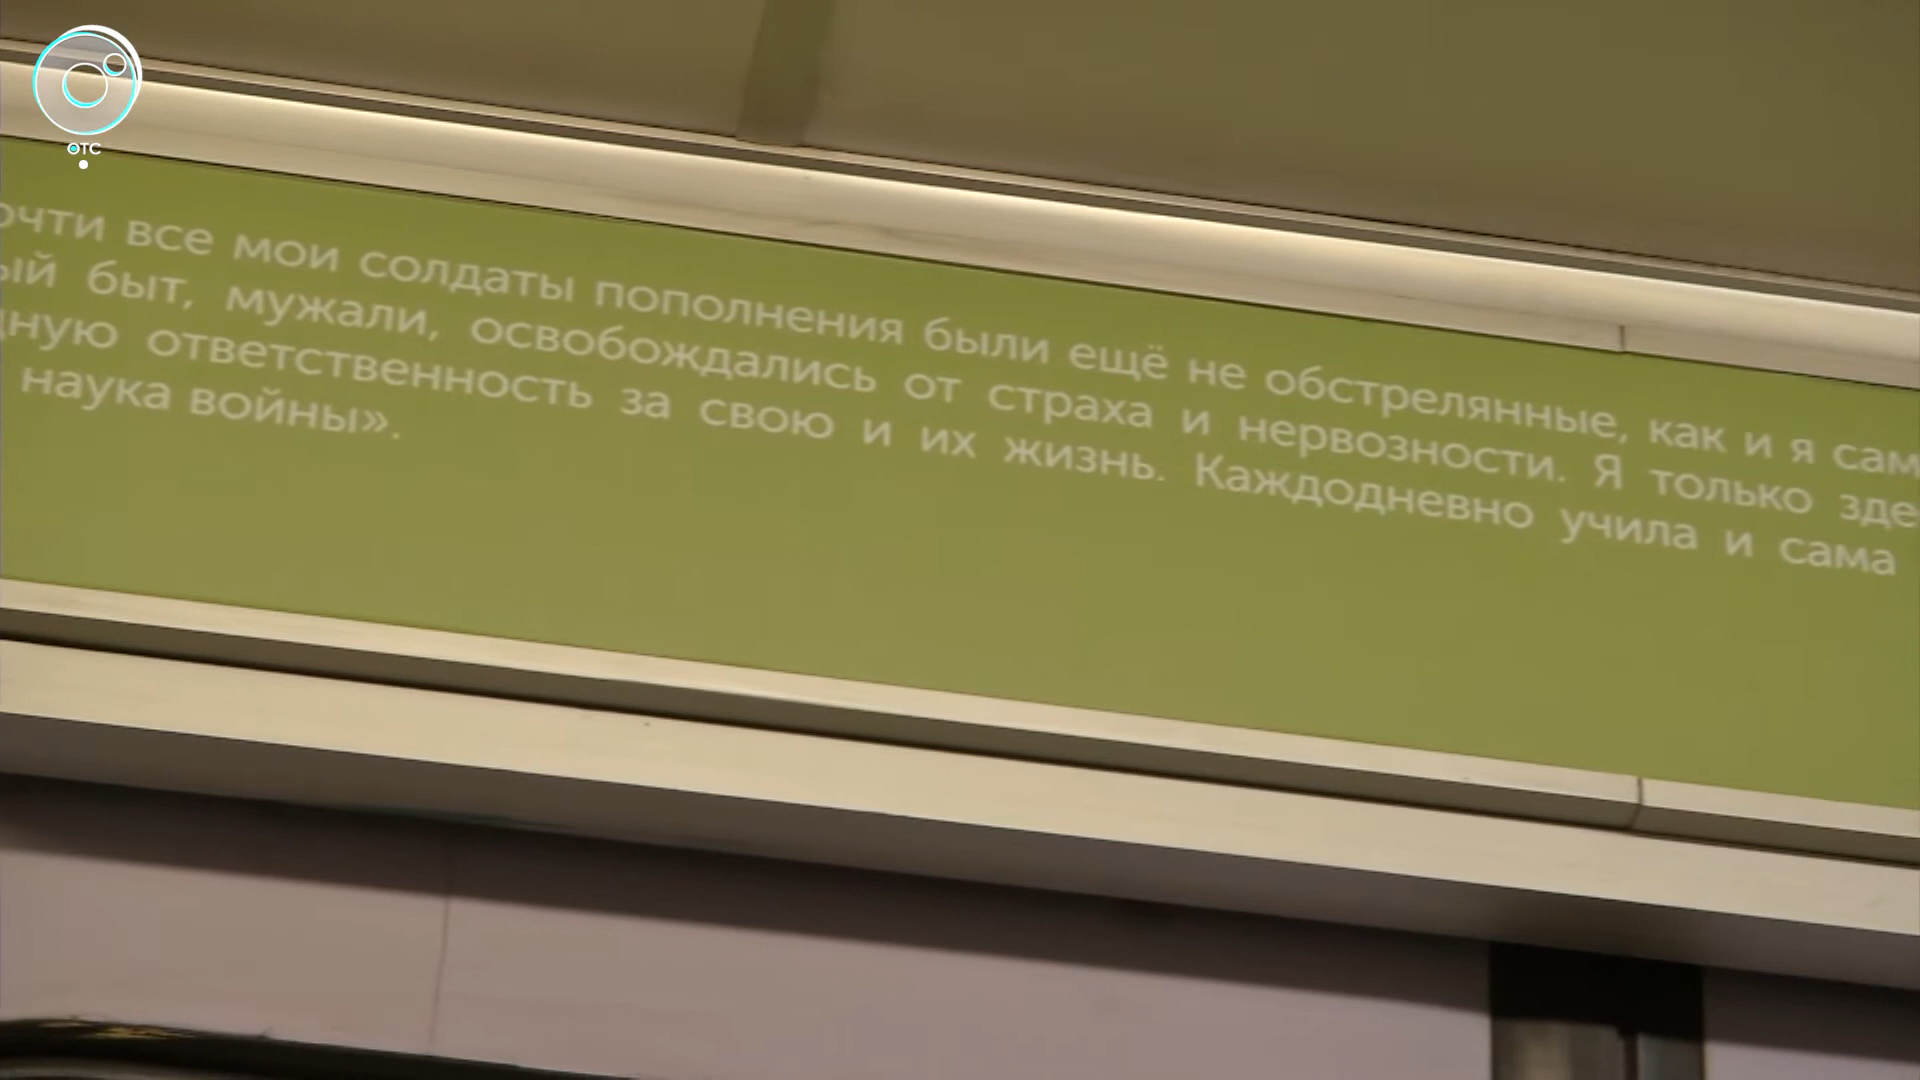 ОТС
очти все мои солдаты пополнения были ещё не обстрелянные, как и я сам
ый быт, мужали, освобождались от страха и нервозности. Я только зде
ную ответственность за свою и их жизнь. Каждодневно учила и сама
наука войны».